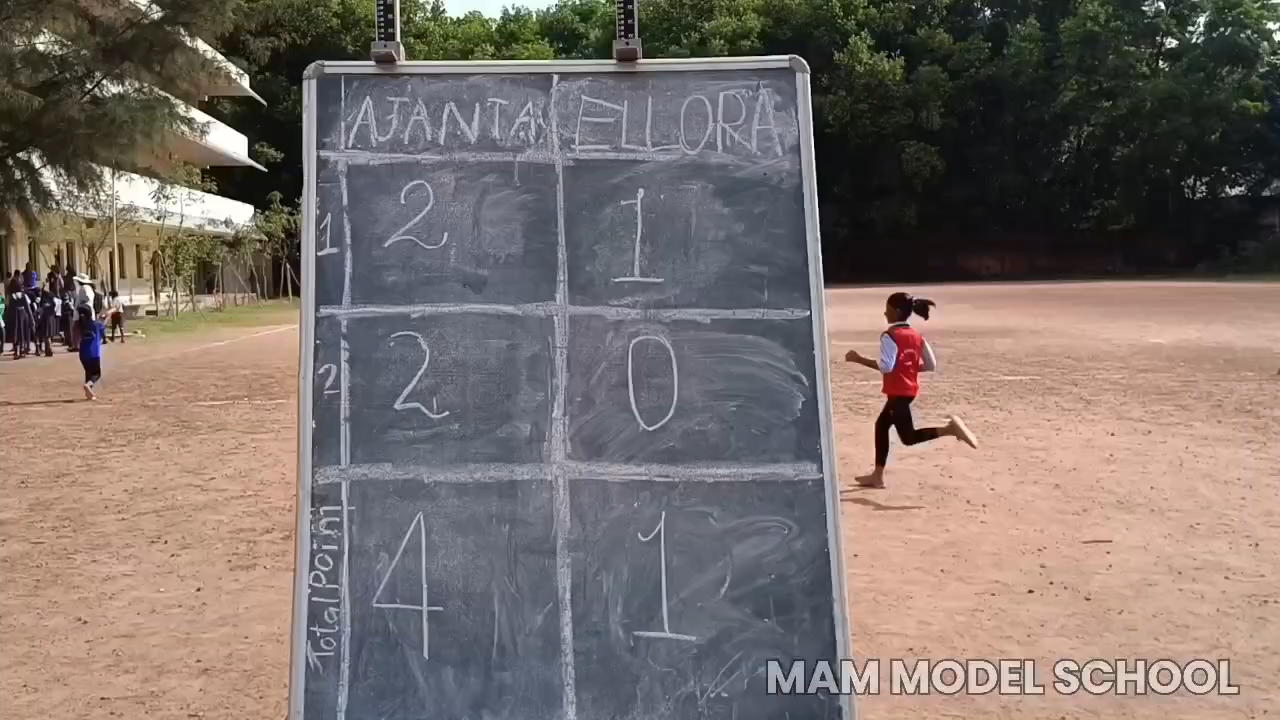 AJANTA ELLORA
1 2 1
2 2 0
Total Point 4 1
MAM MODEL SCHOOL